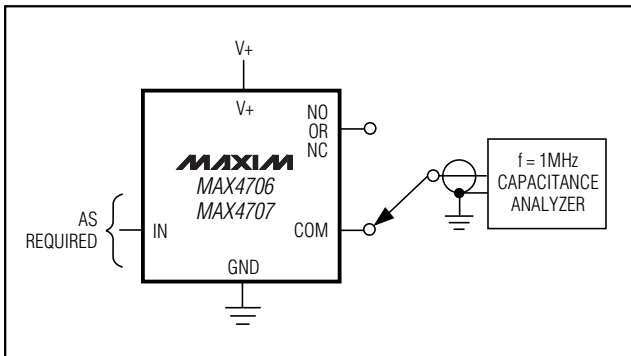 V+
V+
NO
OR
NC
MAXIM
MAX4706
MAX4707
AS
REQUIRED
IN
COM
GND
f = 1MHz
CAPACITANCE
ANALYZER